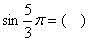 sin 5/3 π = (  )